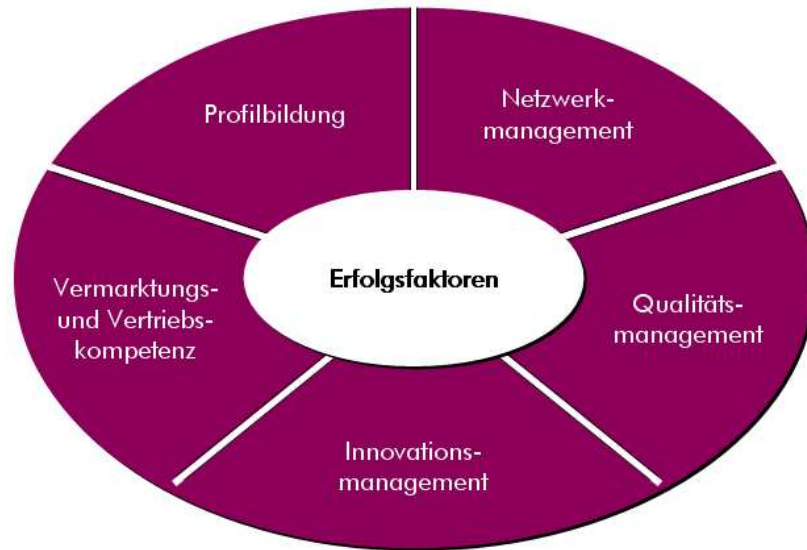 Profilbildung
Netzwerk-
management
Erfolgsfaktoren
Vermarktungs-
und Vertriebs-
kompetenz
Qualitäts-
management
Innovations-
management